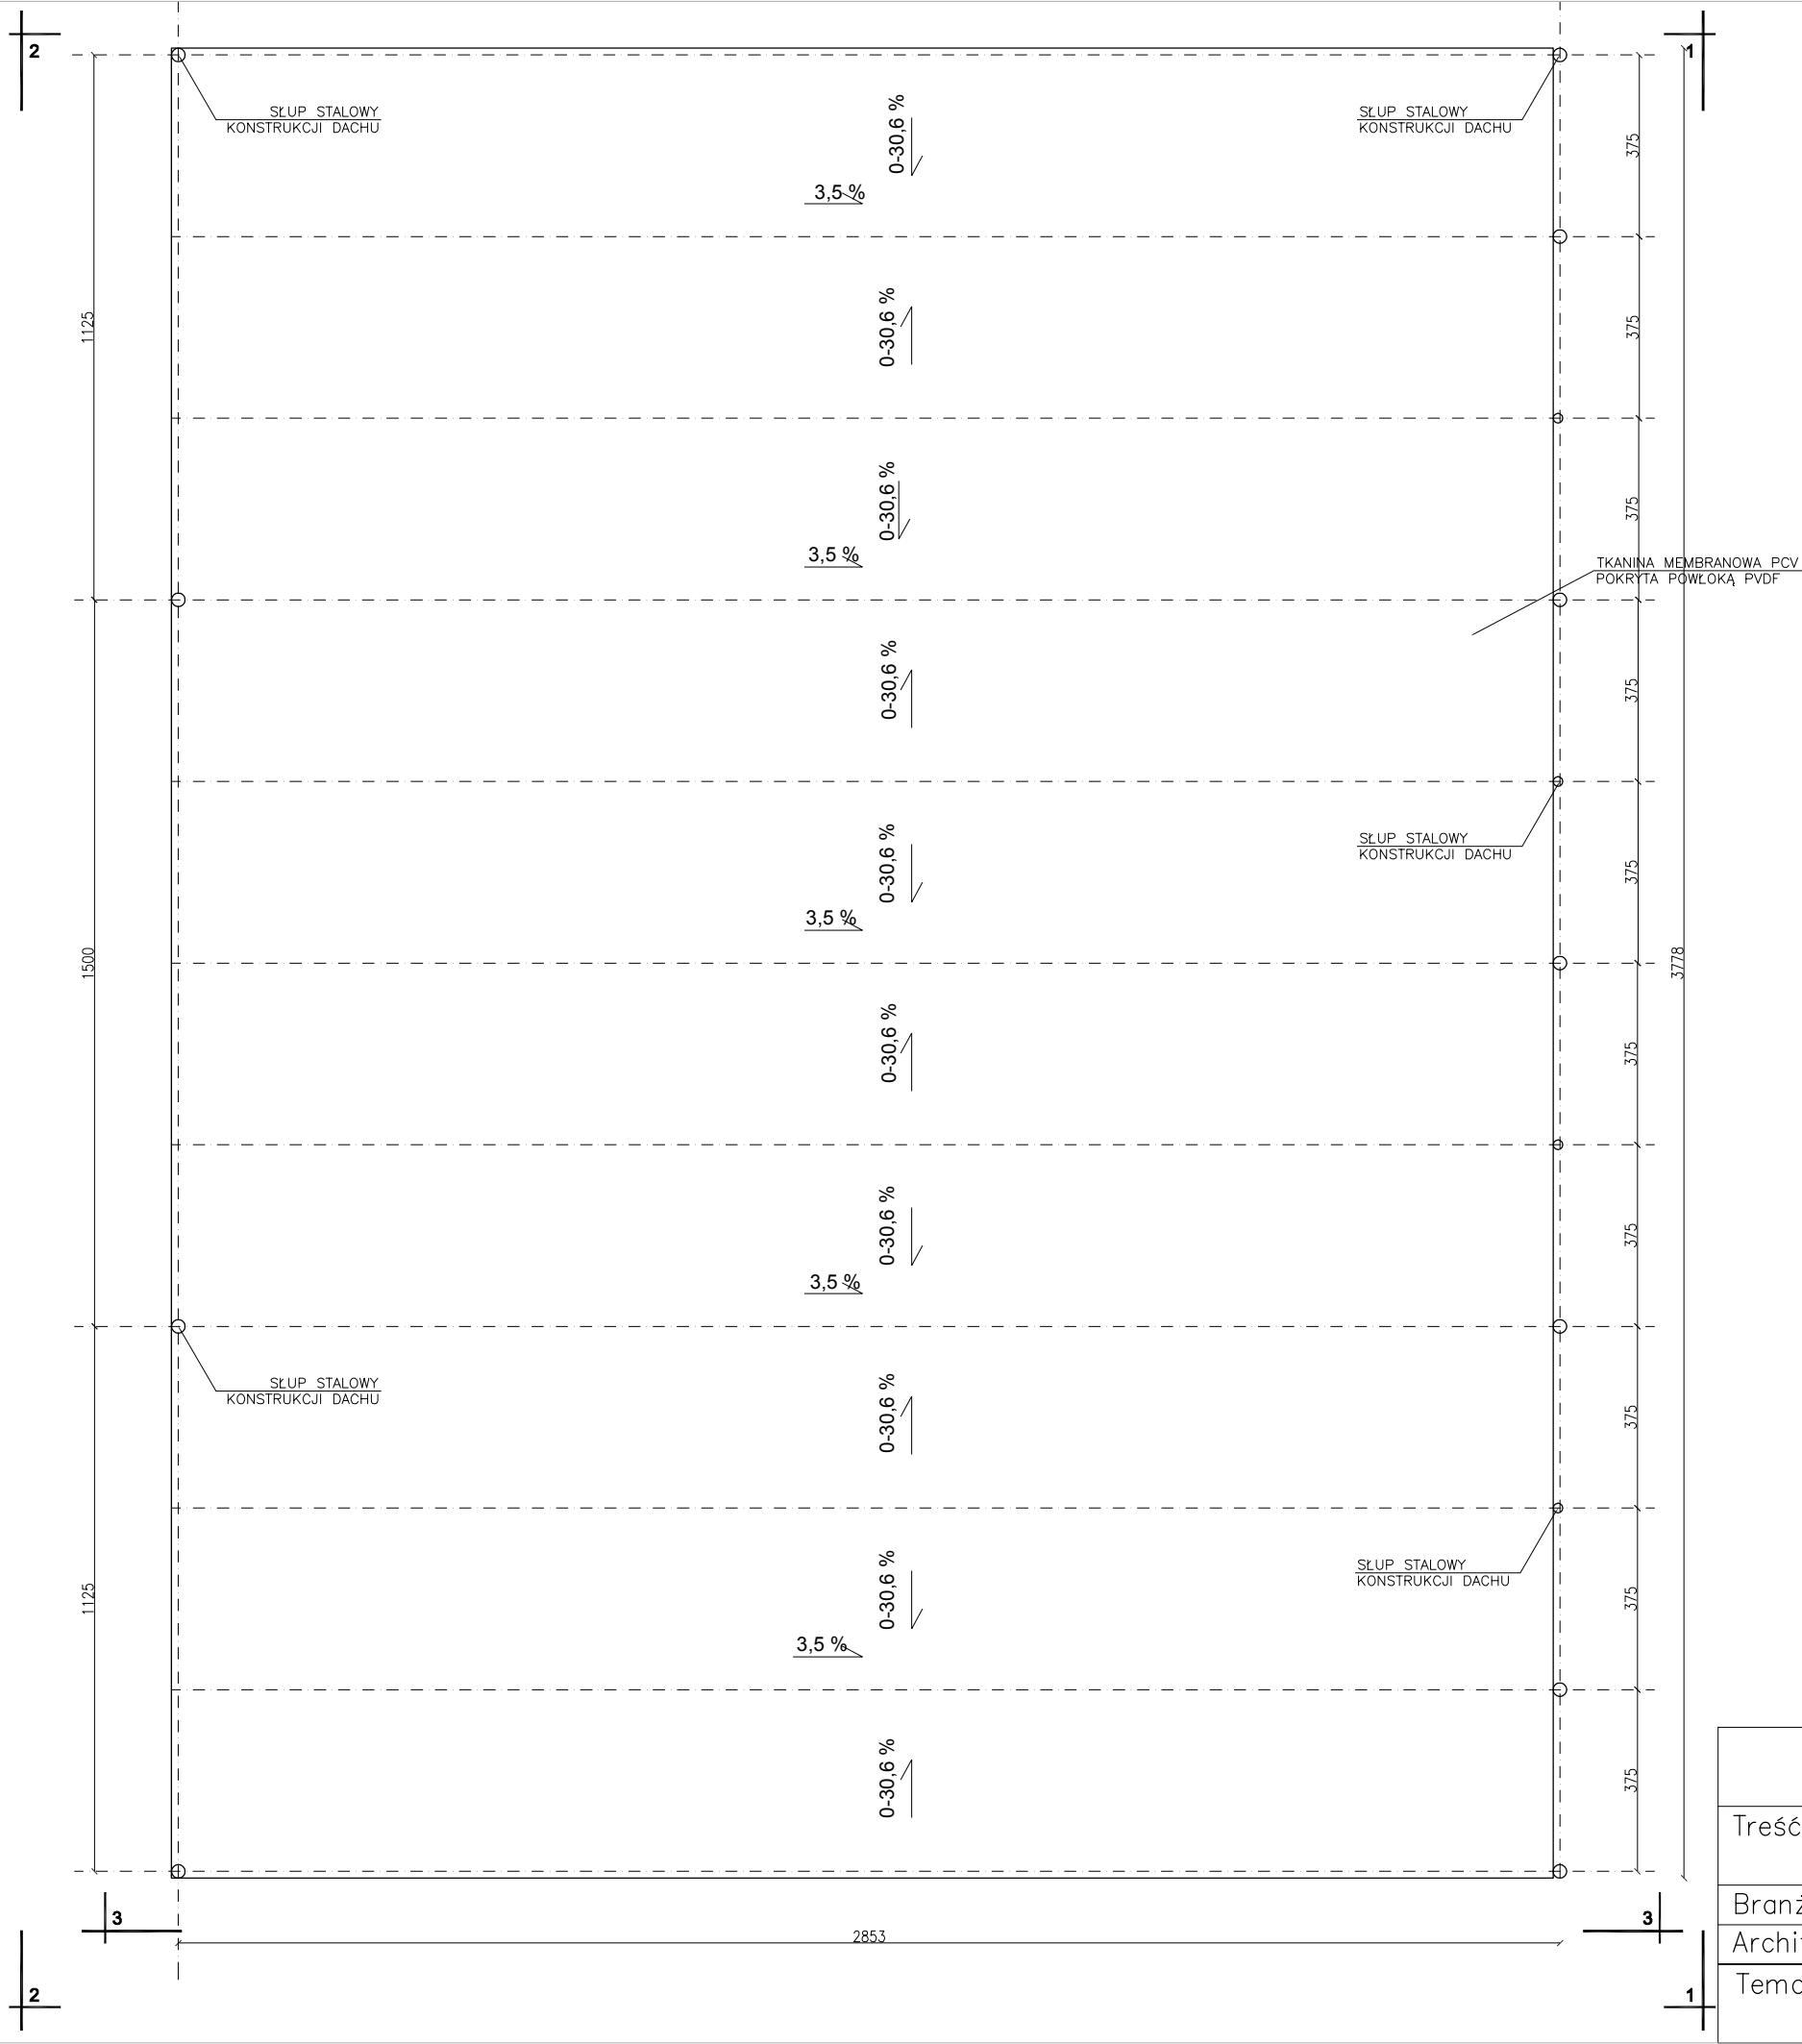 2
1
SŁUP STALOWY
KONSTRUKCJI DACHU
0-30,6 %
SŁUP STALOWY
KONSTRUKCJI DACHU
375
3,5 %
1125
0-30,6 %
375
0-30,6 %
375
3,5 %
TKANINA MEMBRANOWA PCV
POKRYTA POWŁOKĄ PVDF
0-30,6 %
375
SŁUP STALOWY
KONSTRUKCJI DACHU
0-30,6 %
375
3,5 %
1500
3778
0-30,6 %
375
0-30,6 %
375
3,5 %
SŁUP STALOWY
KONSTRUKCJI DACHU
0-30,6 %
375
SŁUP STALOWY
KONSTRUKCJI DACHU
1125
0-30,6 %
375
3,5 %
0-30,6 %
375
Treść
3
3
2853
2
1